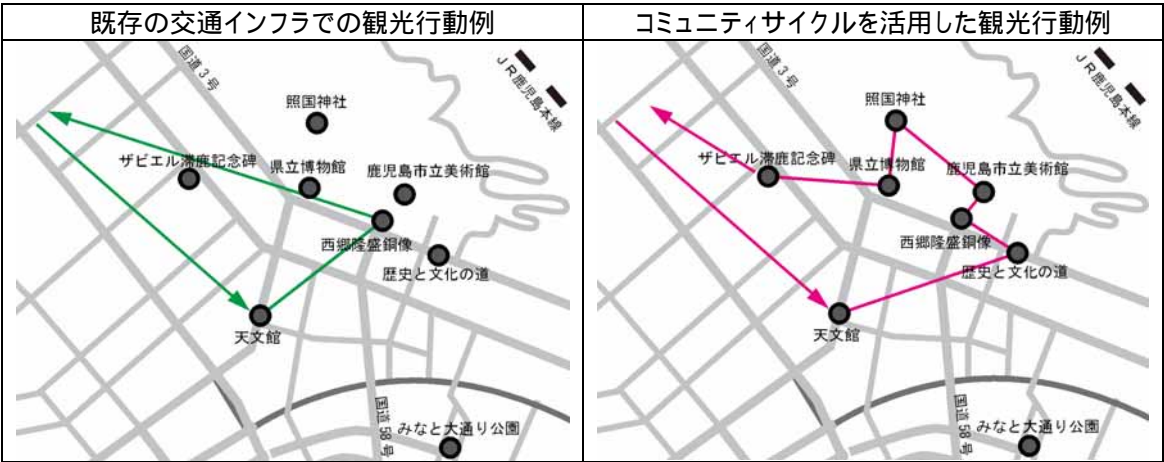 既存の交通インフラでの観光行動例
コミュニティサイクルを活用した観光行動例
国道3号
JR鹿児島本線
照国神社
ザビエル滞鹿記念碑
県立博物館
鹿児島市立美術館
西郷隆盛銅像
歴史と文化の道
天文館
国道58号
みなと大通り公園
国道3号
JR鹿児島本線
照国神社
ザビエル滞鹿記念碑
県立博物館
鹿児島市立美術館
西郷隆盛銅像
歴史と文化の道
天文館
国道58号
みなと大通り公園